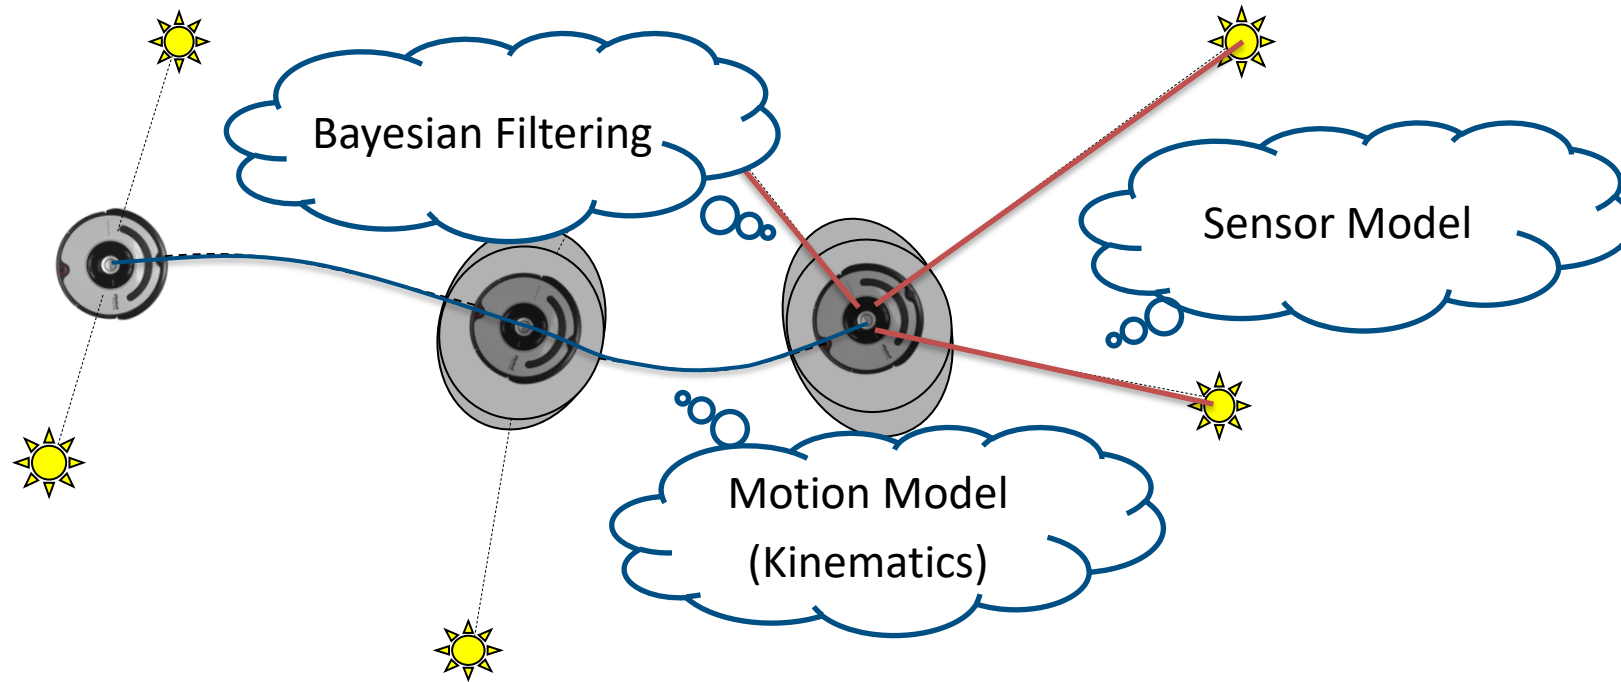 Bayesian Filtering
Sensor Model
Motion Model
(Kinematics)